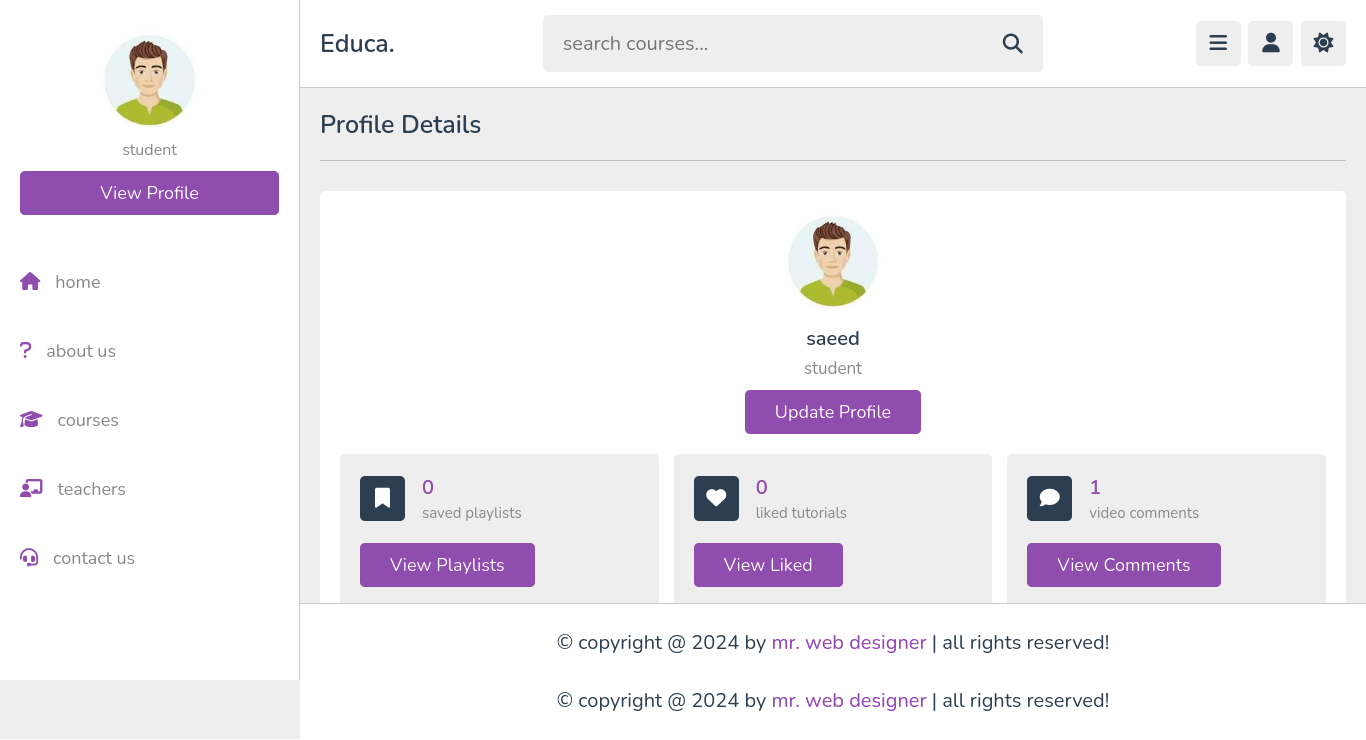 student
View Profile
home
about us
courses
teachers
contact us
Educa.
search courses...
Profile Details
saeed
student
Update Profile
0
saved playlists
View Playlists
0
liked tutorials
View Liked
1
video comments
View Comments
© copyright @ 2024 by mr. web designer | all rights reserved!
© copyright @ 2024 by mr. web designer | all rights reserved!